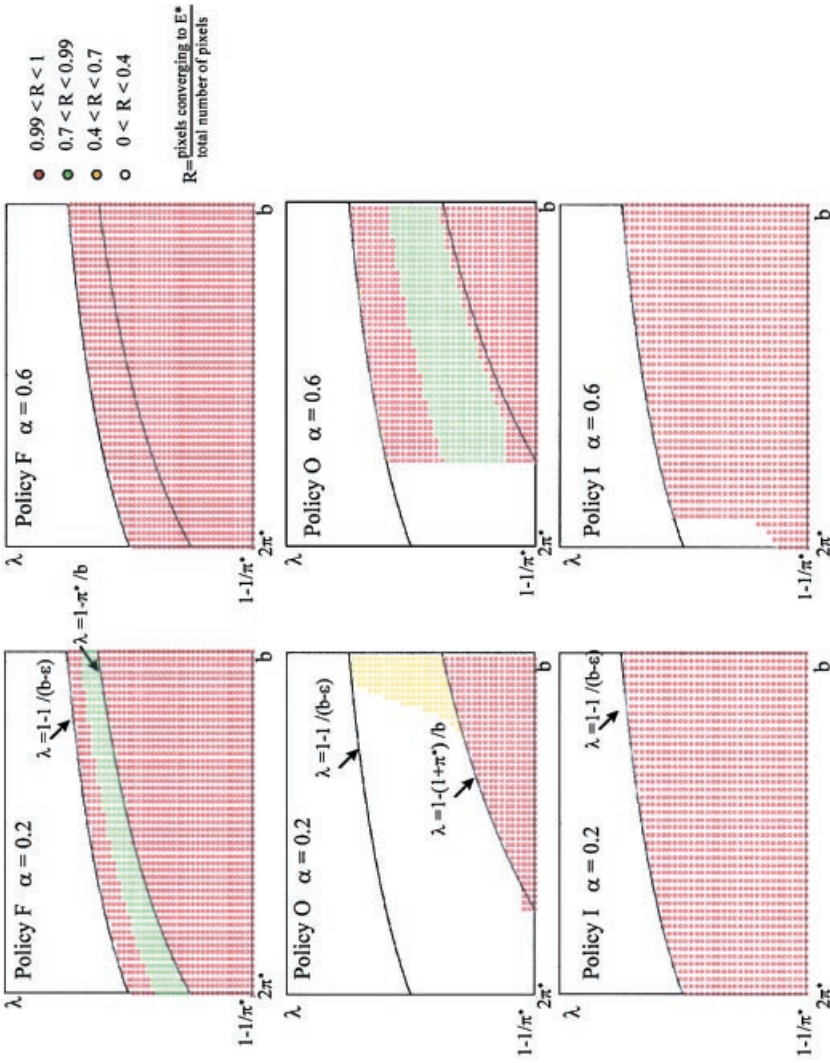 Policy F α = 0.2
λ
λ =1-1 /(b-ε)
λ =1-π* /b
1-1/π*
2π*
b
Policy F α = 0.6
λ
1-1/π*
2π*
b
0.99 < R < 1
0.7 < R < 0.99
0.4 < R < 0.7
0 < R < 0.4
R= pixels converging to E*
total number of pixels
Policy O α = 0.2
λ
λ =1-1 /(b-ε)
λ =1-(1+π*) /b
1-1/π*
2π*
b
Policy O α = 0.6
λ
1-1/π*
2π*
b
Policy I α = 0.2
λ
λ =1-1 /(b-ε)
1-1/π*
2π*
b
Policy I α = 0.6
λ
1-1/π*
2π*
b